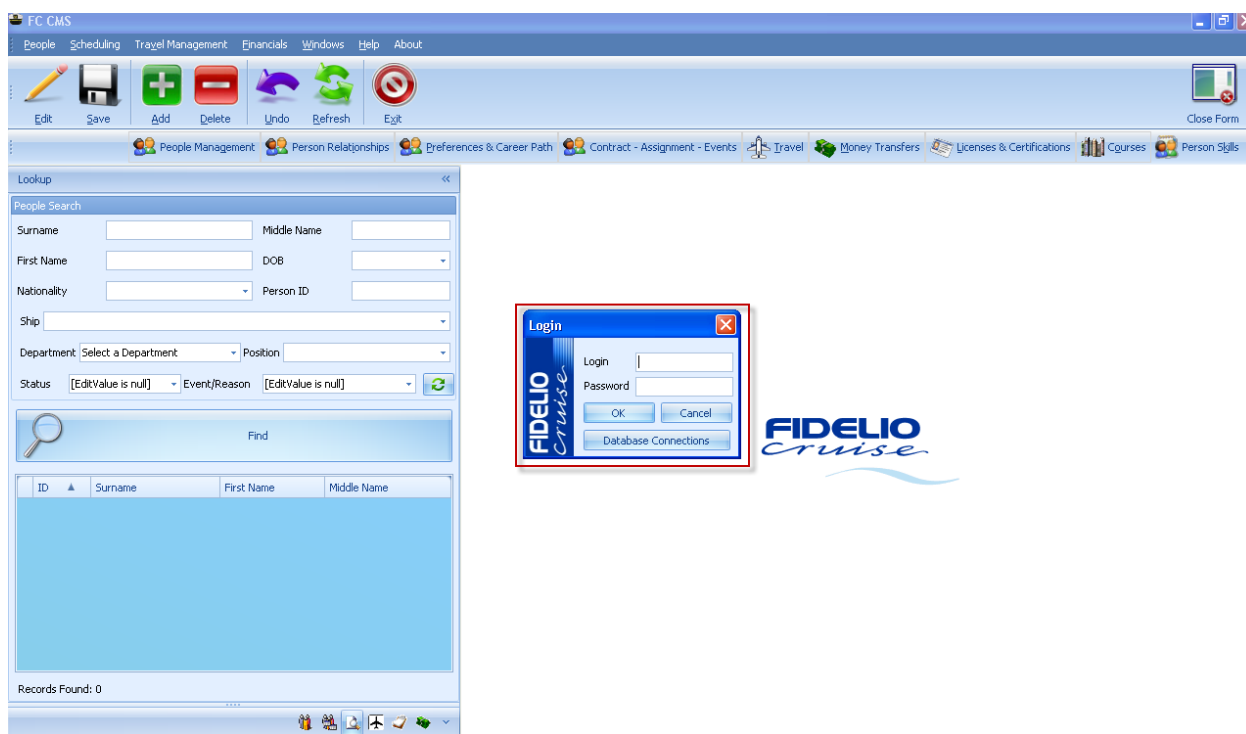 FC CMS
People Scheduling Travel Management Financials Windows Help About
Edit Save Add Delete Undo Refresh Exit Close Form
People Management Person Relationships Preferences & Career Path Contract - Assignment - Events Travel Money Transfers Licenses & Certifications Courses Person Skills
Lookup
People Search
Surname Middle Name
First Name DOB
Nationality Person ID
Ship
Department Select a Department Position
Status [EditValue is null] Event/Reason [EditValue is null]
Find
ID Surname First Name Middle Name
Records Found: 0
Login
Login
Password
OK Cancel
Database Connections
FIDELIO
Cruise
FIDELIO
Cruise